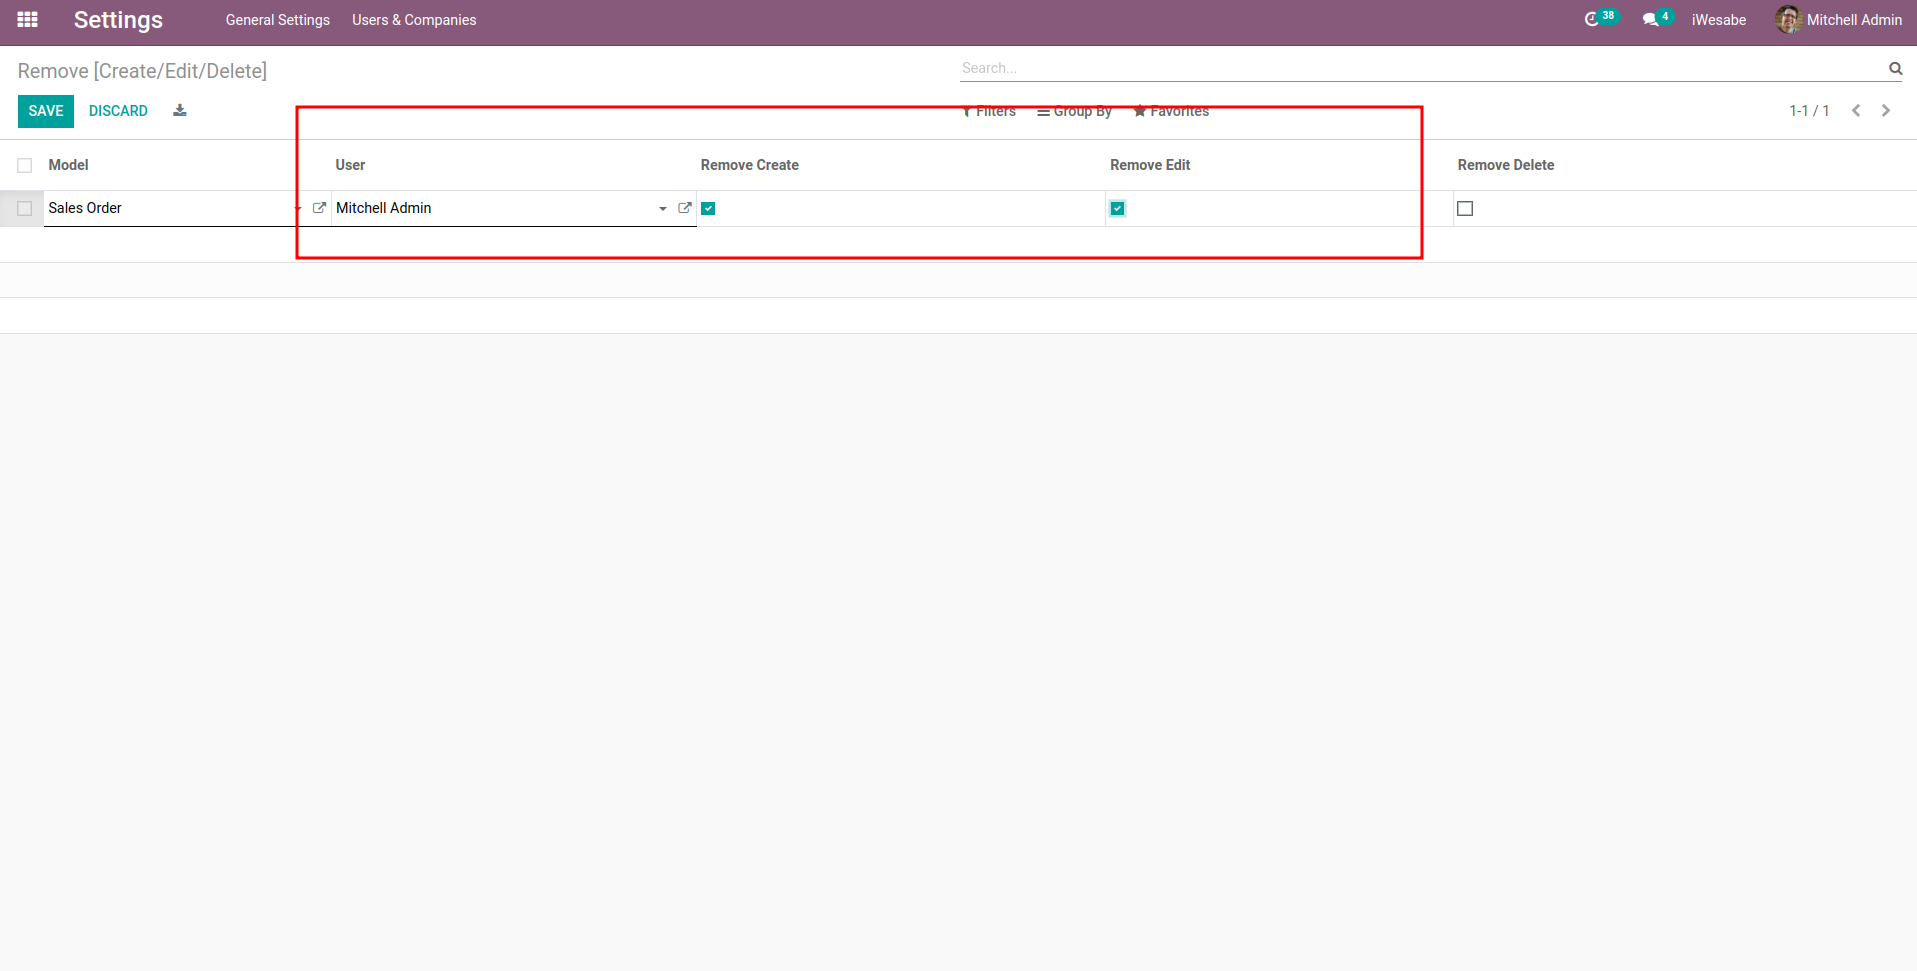 Settings General Settings Users & Companies 38 4 iWesabe Mitchell Admin
Remove [Create/Edit/Delete] Search...
SAVE DISCARD Filters Group By Favorites 1-1 / 1
Model User Remove Create Remove Edit Remove Delete
Sales Order Mitchell Admin